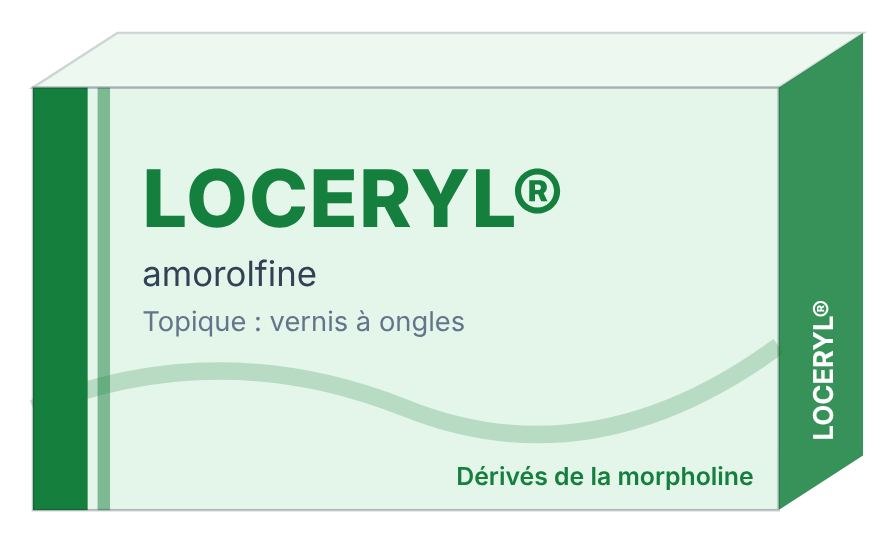 LOCERYL®
amorolfine
Topique : vernis à ongles
Dérivés de la morpholine
LOCERYL®